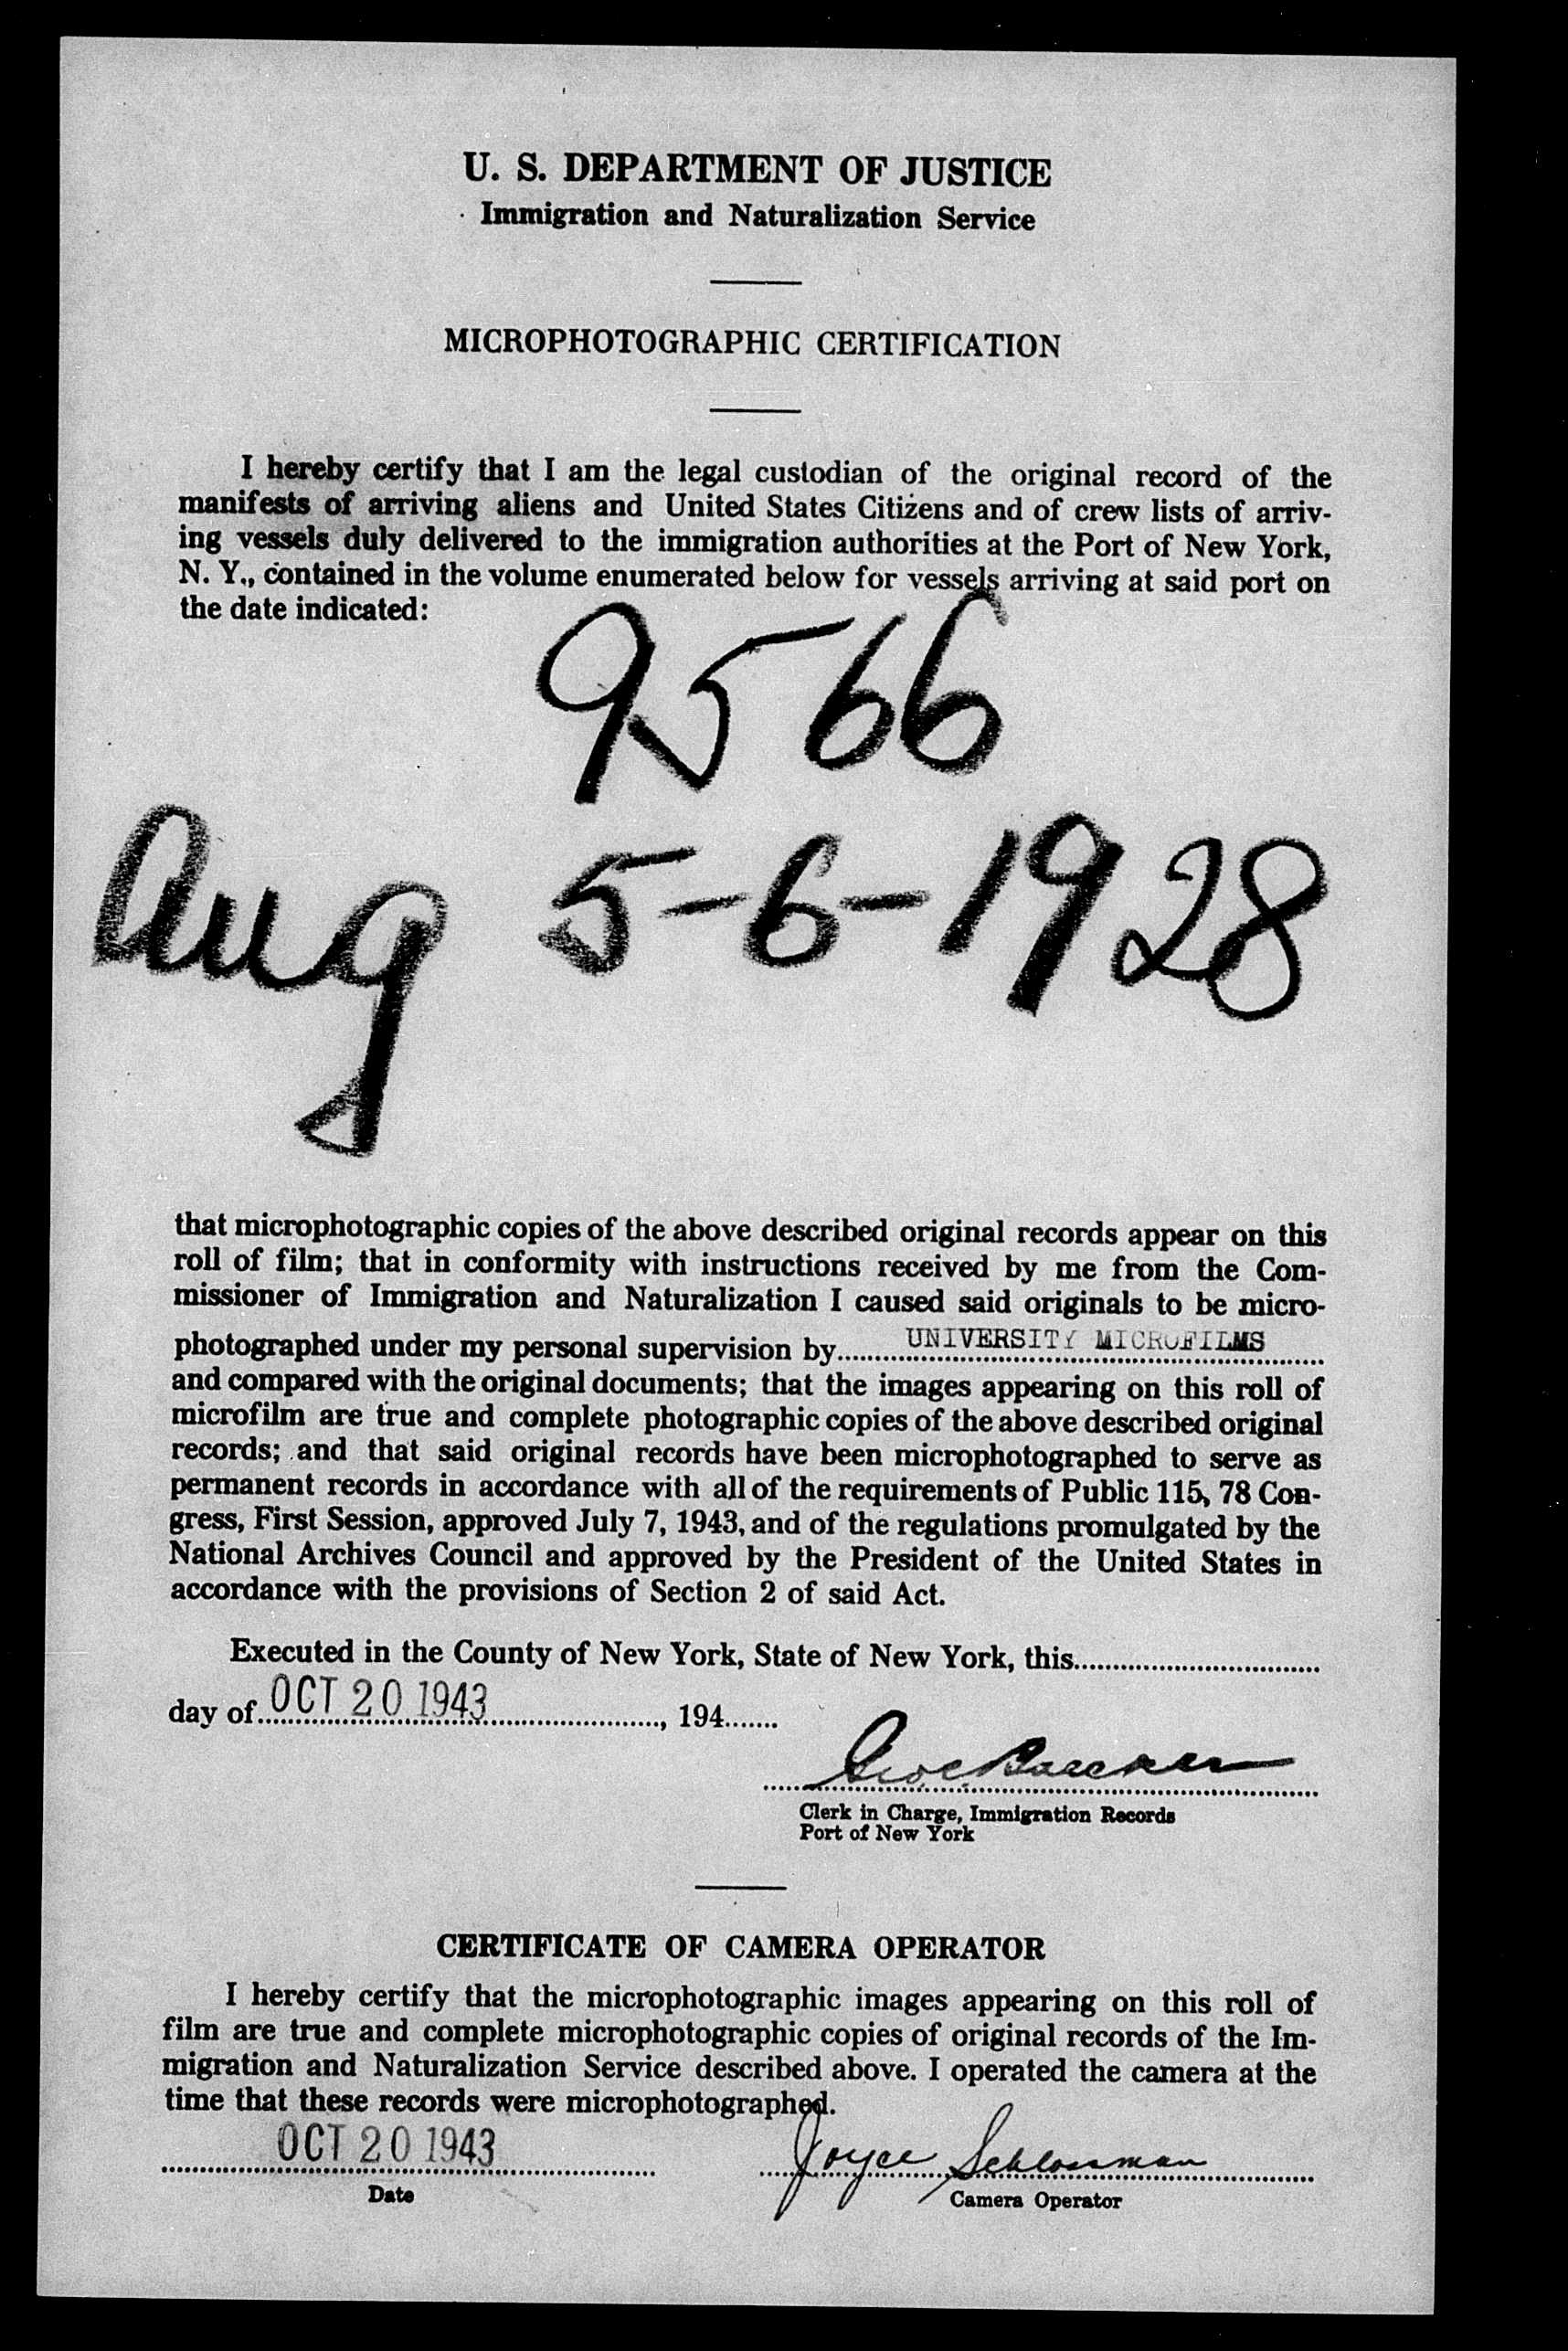 U. S. DEPARTMENT OF JUSTICE
Immigration and Naturalization Service
MICROPHOTOGRAPHIC CERTIFICATION
I hereby certify that I am the legal custodian of the original record of the
manifests of arriving aliens and United States Citizens and of crew lists of arriv-
ing vessels duly delivered to the immigration authorities at the Port of New York,
N. Y., contained in the volume enumerated below for vessels arriving at said port on
the date indicated:
9566
Aug 5-6-1928
that microphotographic copies of the above described original records appear on this
roll of film; that in conformity with instructions received by me from the Com-
missioner of Immigration and Naturalization I caused said originals to be micro-
photographed under my personal supervision by UNIVERSITY MICROFILMS
and compared with the original documents; that the images appearing on this roll of
microfilm are true and complete photographic copies of the above described original
records; and that said original records have been microphotographed to serve as
permanent records in accordance with all of the requirements of Public 115, 78 Con-
gress, First Session, approved July 7, 1943, and of the regulations promulgated by the
National Archives Council and approved by the President of the United States in
accordance with the provisions of Section 2 of said Act.
Executed in the County of New York, State of New York, this
day of OCT 20 1943, 194
Clerk in Charge, Immigration Records
Port of New York
CERTIFICATE OF CAMERA OPERATOR
I hereby certify that the microphotographic images appearing on this roll of
film are true and complete microphotographic copies of original records of the Im-
migration and Naturalization Service described above. I operated the camera at the
time that these records were microphotographed.
OCT 20 1943 Joyce Schlossman
Date Camera Operator